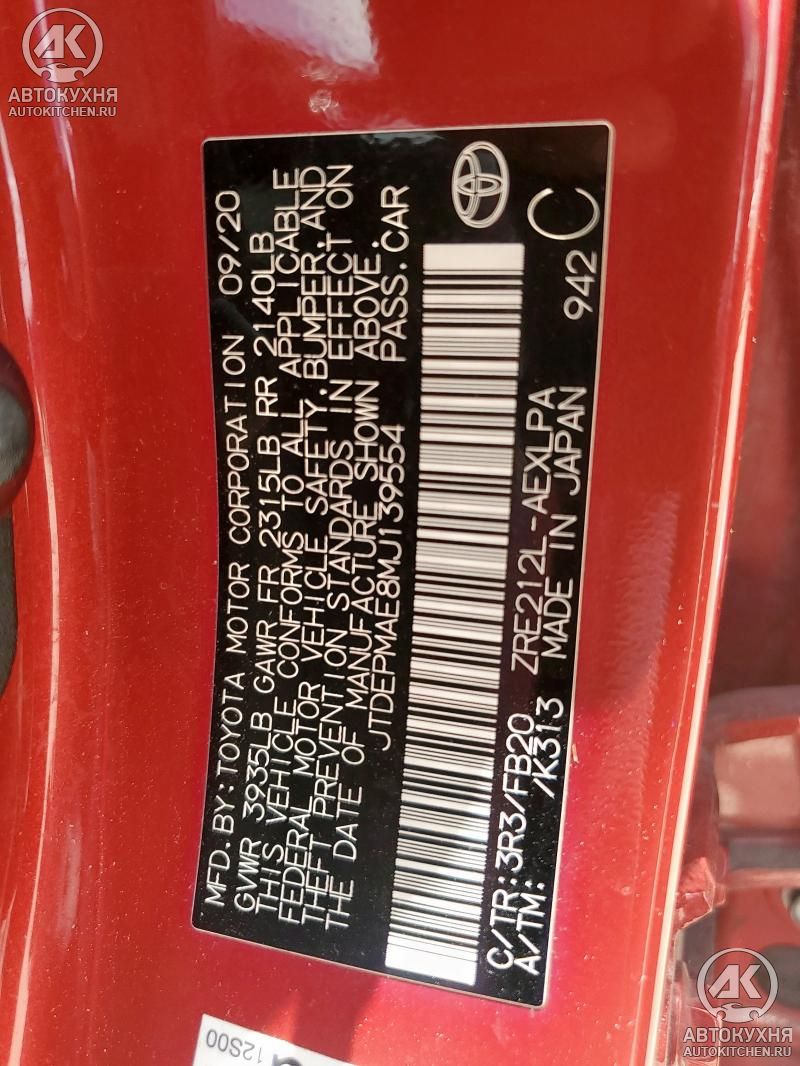 AK
АВТОКУХНЯ
AUTOKITCHEN.RU
MFD. BY: TOYOTA MOTOR CORPORATION 09/20
GVWR 3935LB GAWR FR 2315LB RR 2140LB
THIS VEHICLE CONFORMS TO ALL APPLICABLE
FEDERAL MOTOR VEHICLE SAFETY, BUMPER, AND
THEFT PREVENTION STANDARDS IN EFFECT ON
THE DATE OF MANUFACTURE SHOWN ABOVE.
JTDEPMAE8MJ139554 PASS. CAR
C/TR: 3R3/FB20 ZRE212L-AEXLPA 942 C
A/TM: /K313 MADE IN JAPAN
12S00
AK
АВТОКУХНЯ
AUTOKITCHEN.RU